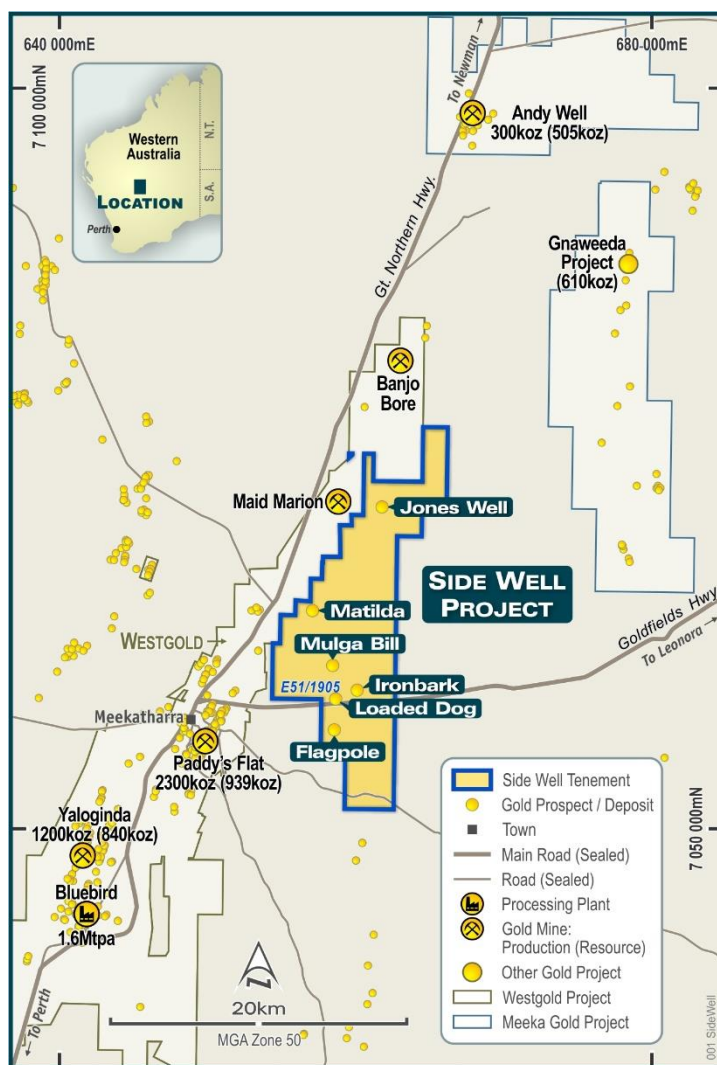 640 000mE
680 000mE
7 100 000mN
To Newman
Western
Australia
N.T.
S.A.
LOCATION
Perth
Andy Well
300koz (505koz)
Gt. Northern Hwy.
Gnaweeda
Project
(610koz)
Banjo
Bore
Maid Marion
Jones Well
SIDE WELL
PROJECT
Matilda
WESTGOLD
Mulga Bill
Goldfields Hwy
To Leonora
E51/1905
Ironbark
Loaded Dog
Meekatharra
Flagpole
Paddy's Flat
2300koz (939koz)
Yaloginda
1200koz (840koz)
7 050 000mN
Bluebird
1.6Mtpa
To Perth
N
20km
MGA Zone 50
Side Well Tenement
Gold Prospect / Deposit
Town
Main Road (Sealed)
Road (Sealed)
Processing Plant
Gold Mine:
Production (Resource)
Other Gold Project
Westgold Project
Meeka Gold Project
001 SideWell